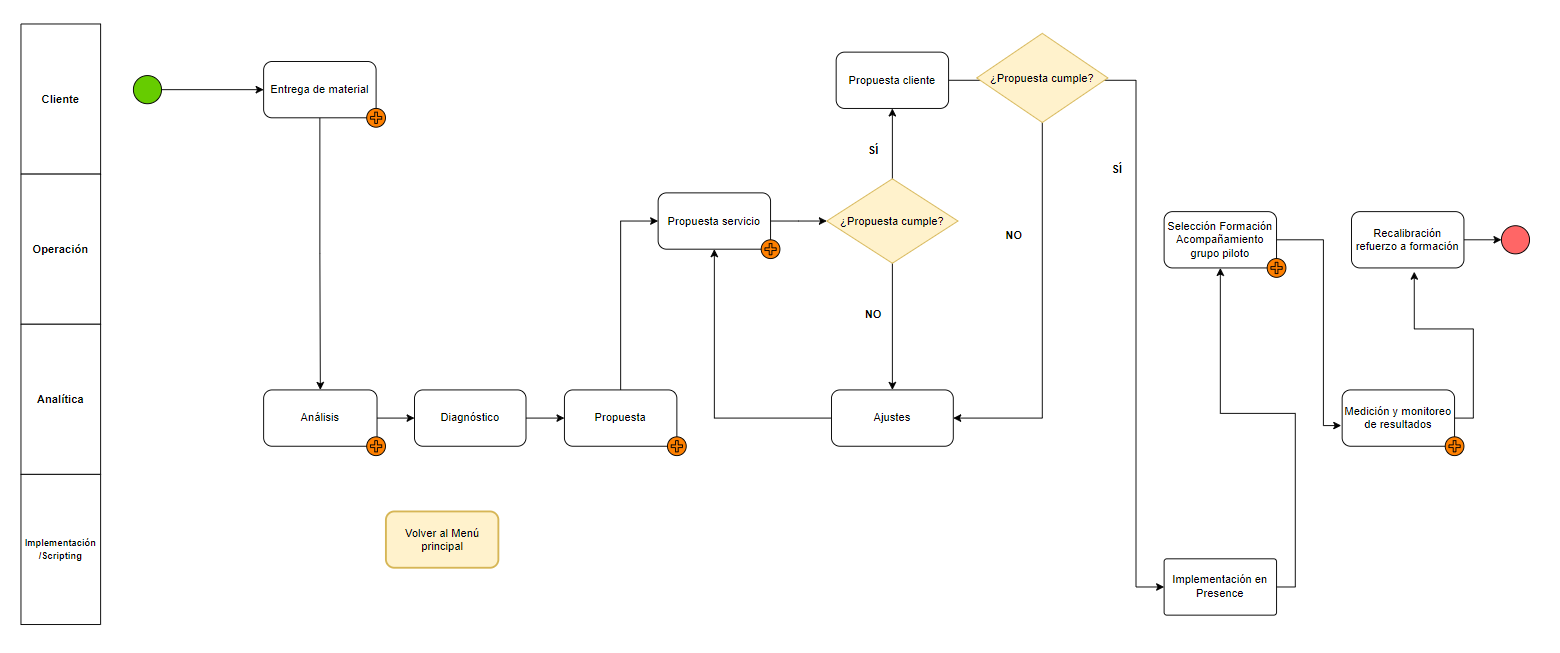 Cliente
Entrega de material
Propuesta cliente
¿Propuesta cumple?
SÍ
SÍ
Operación
Propuesta servicio
¿Propuesta cumple?
NO
NO
Selección Formación
Acompañamiento
grupo piloto
Recalibración
refuerzo a formación
Analítica
Análisis
Diagnóstico
Propuesta
Ajustes
Medición y monitoreo
de resultados
Implementación
/Scripting
Volver al Menú
principal
Implementación en
Presence